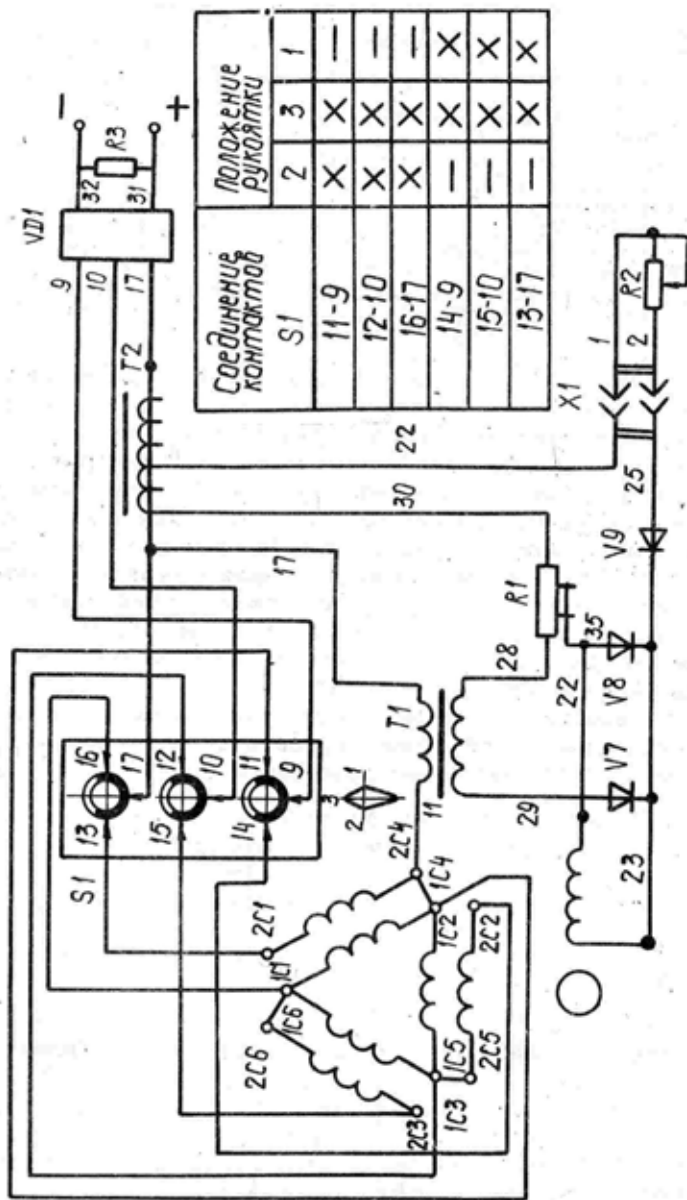 VD1
9
10
17
32
31
R3
−
+
T2
Соединение
контактов
Положение
рукоятки
S1 2 3 1
11-9 × × —
12-10 × × —
16-17 × × —
14-9 — × ×
15-10 — × ×
13-17 — × ×
S1
13 16
17
15 12
10
14 11
9
2 3 1
17
30
22
X1
1
2
R2
25
V9
R1
35
28
22
V8
T1
11
29
V7
23
2C4
1C4
2C1
1C1
1C2
2C2
1C6
2C6
1C5
2C5
2C3
1C3